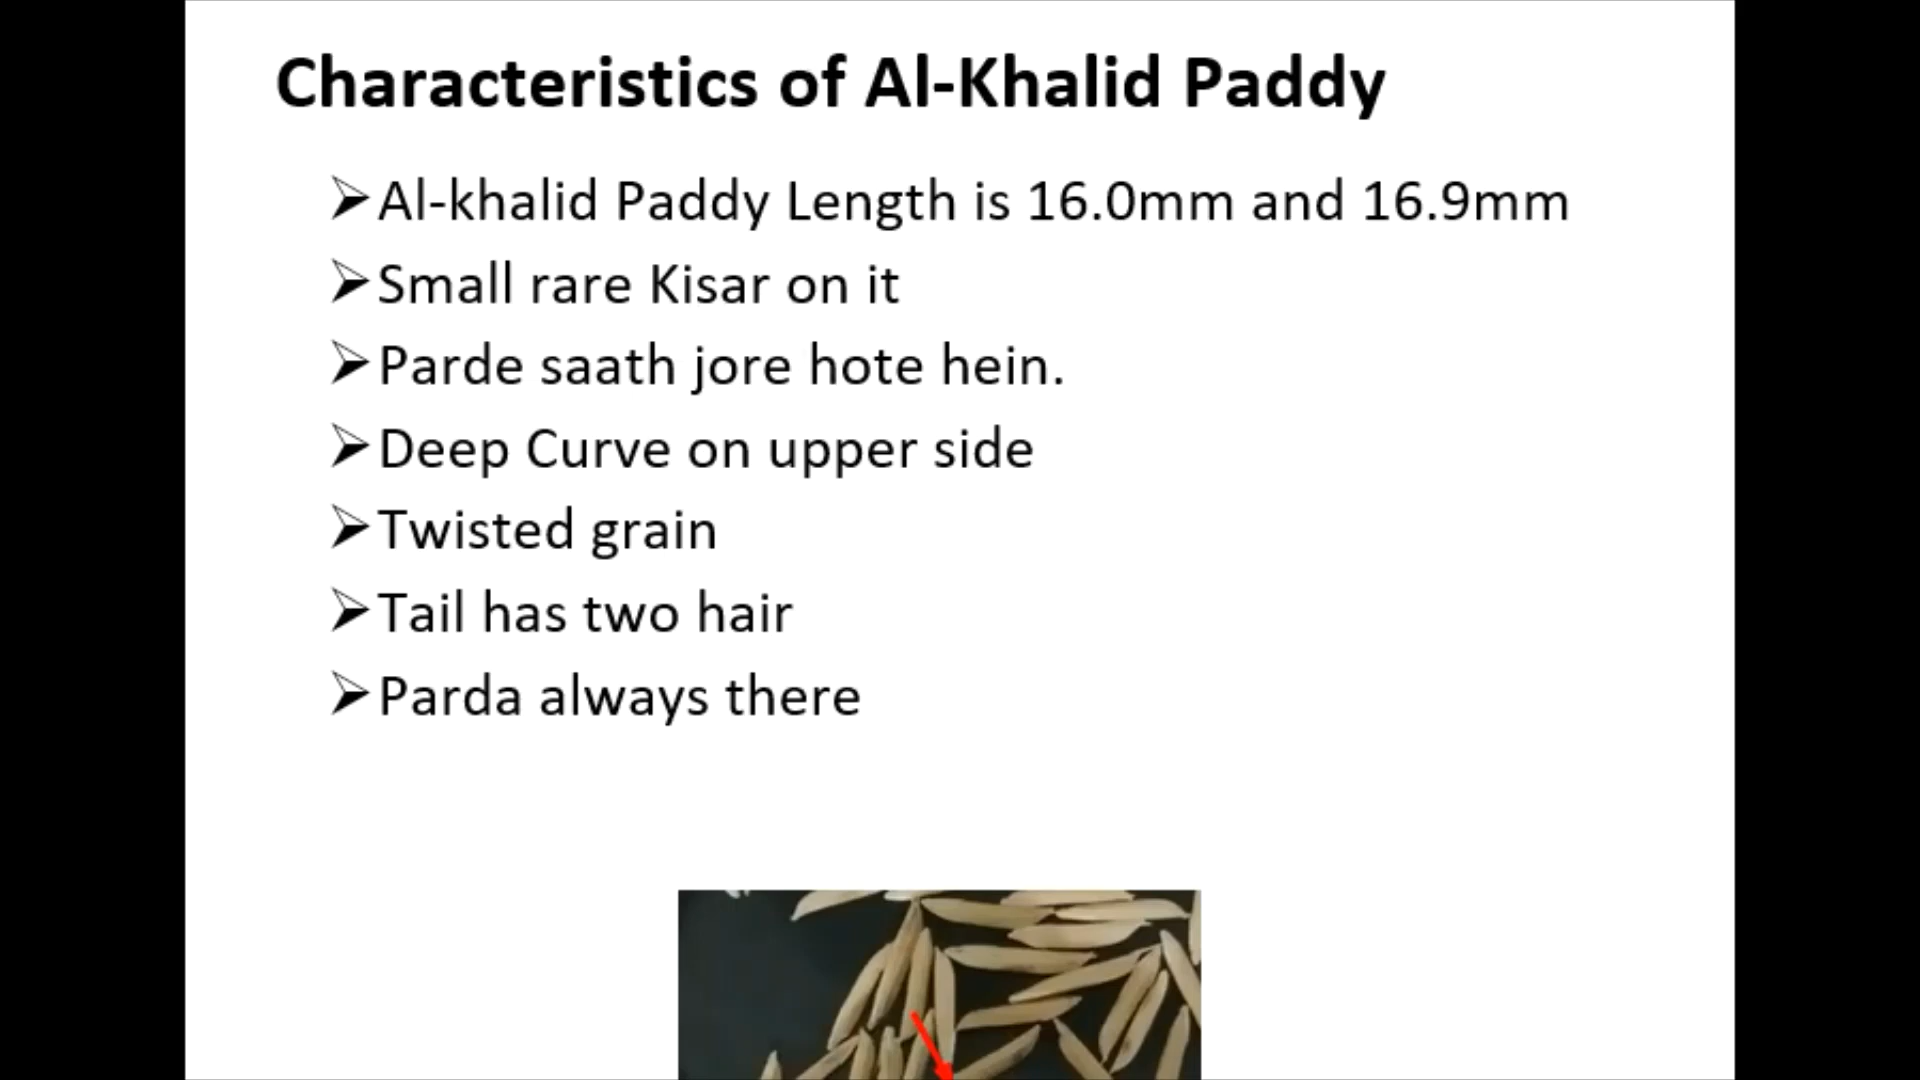 Characteristics of Al-Khalid Paddy
Al-khalid Paddy Length is 16.0mm and 16.9mm
Small rare Kisar on it
Parde saath jore hote hein.
Deep Curve on upper side
Twisted grain
Tail has two hair
Parda always there